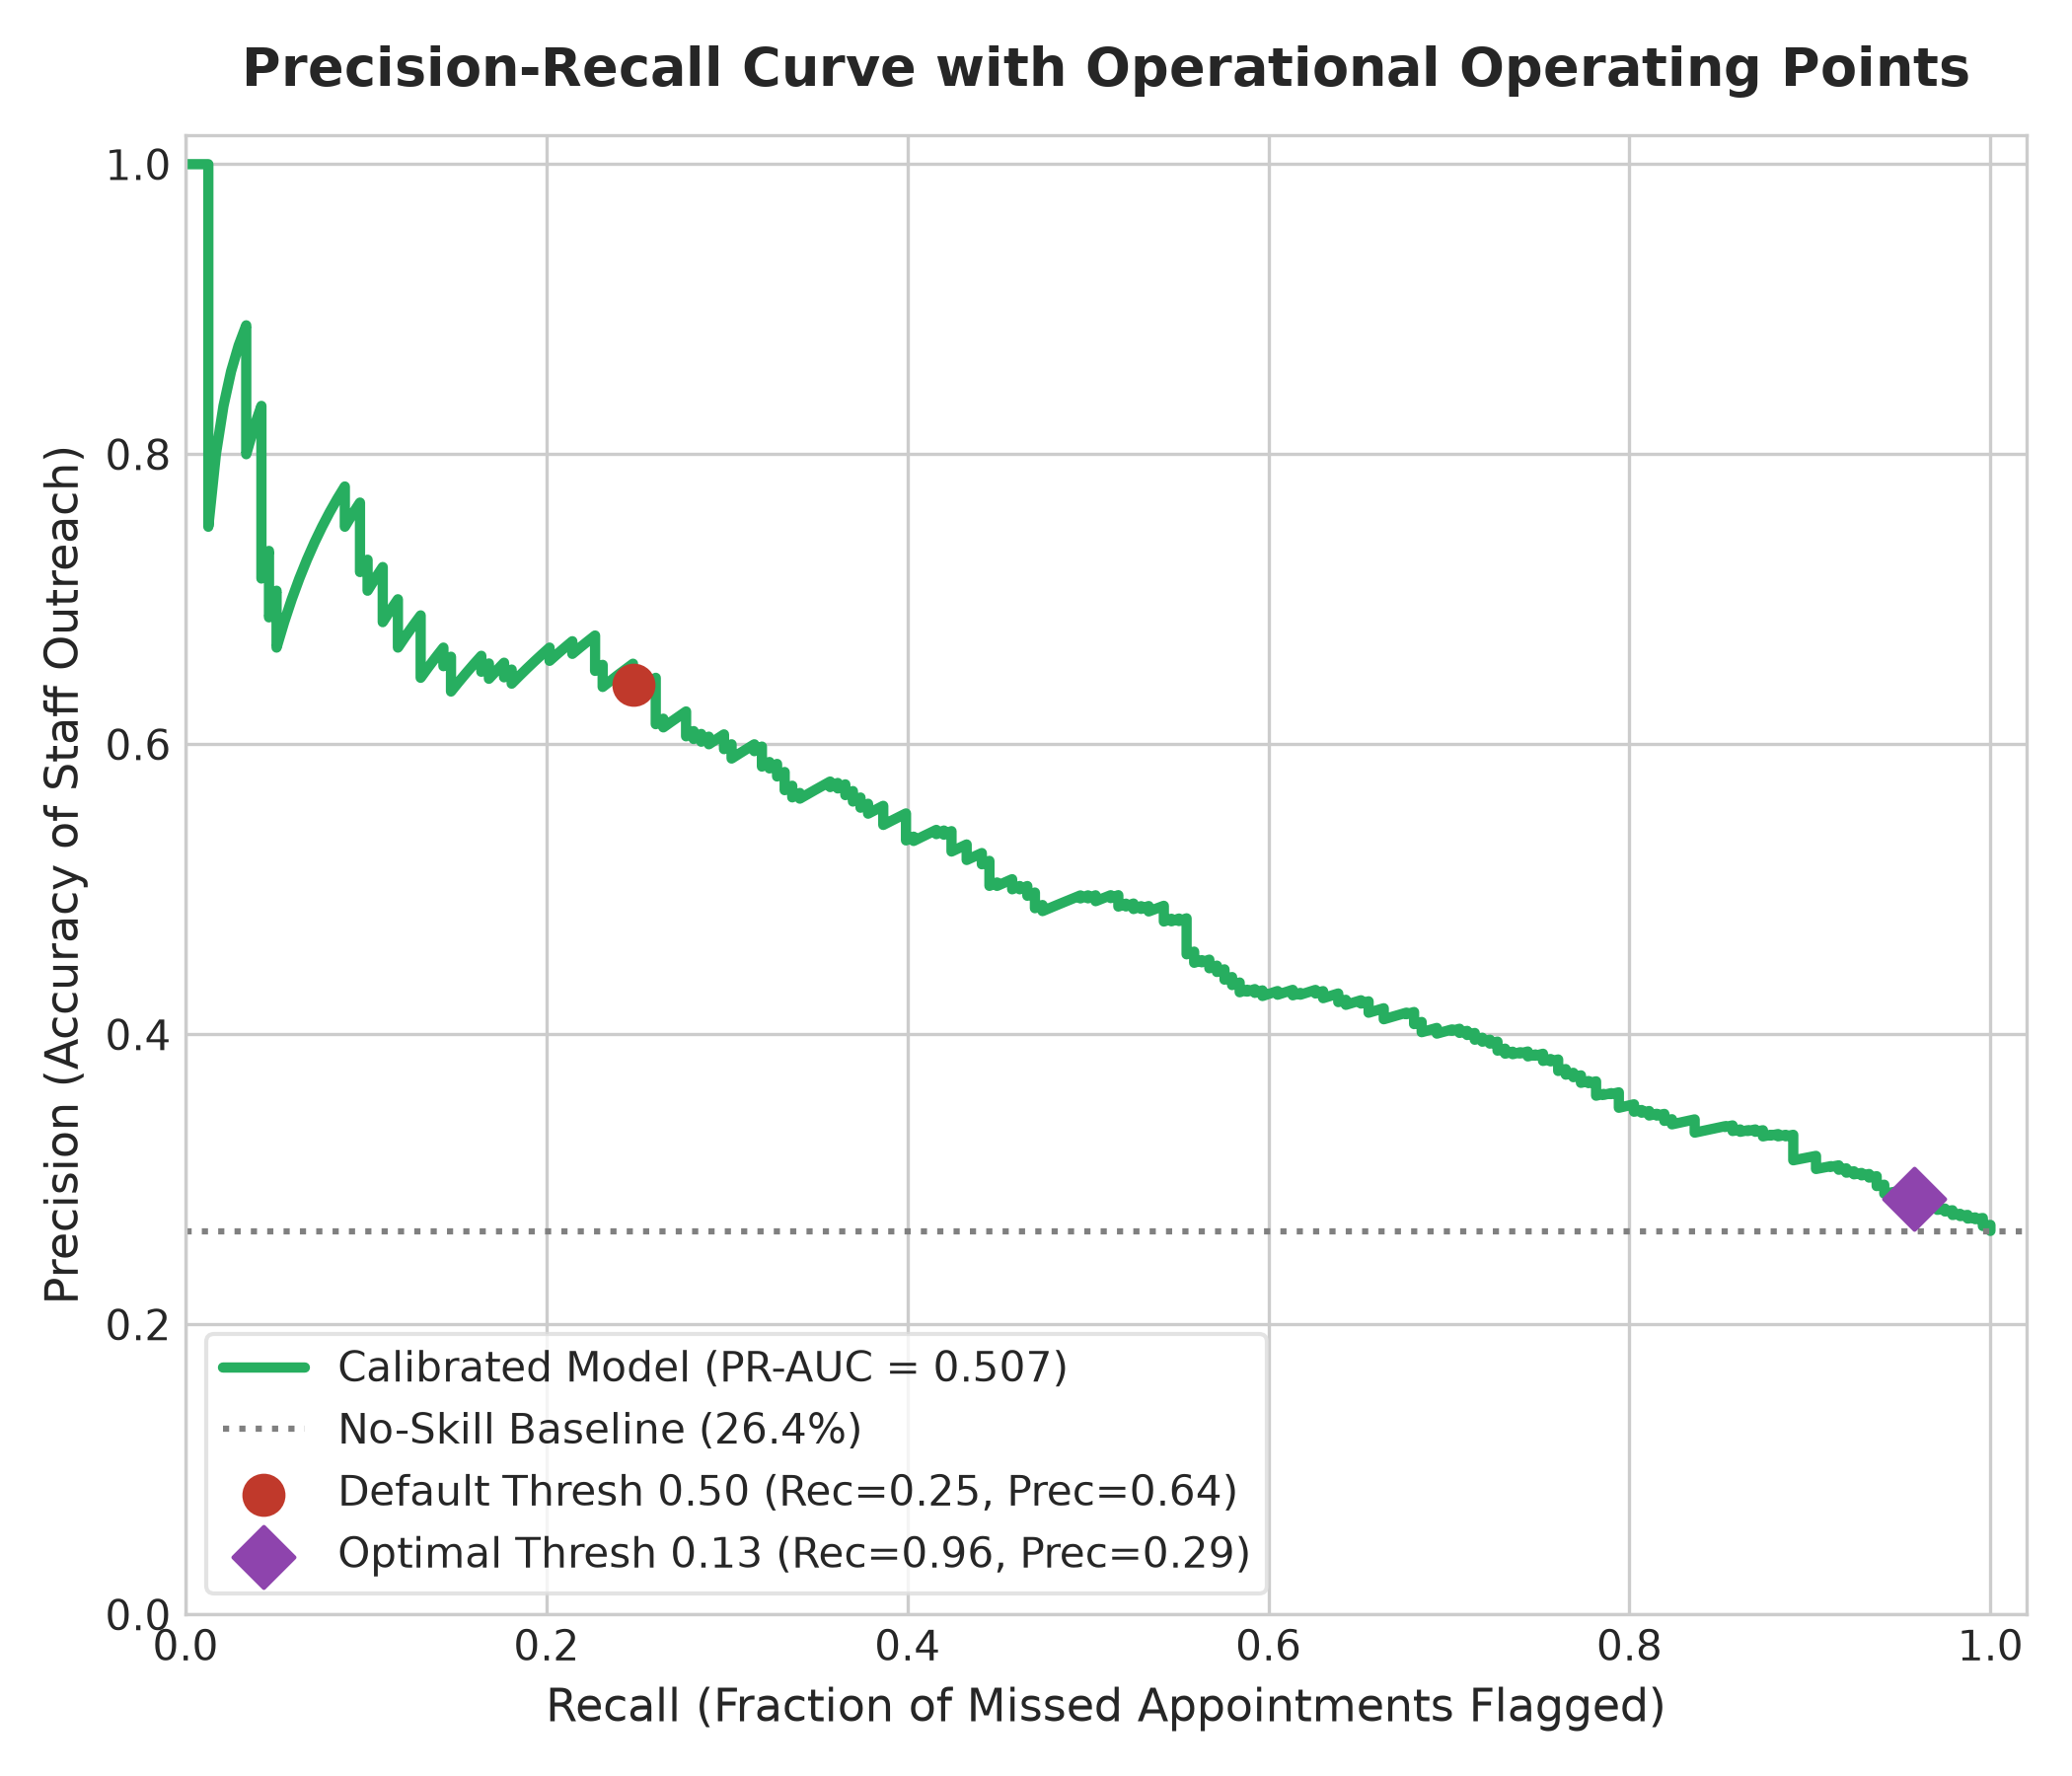 Precision-Recall Curve with Operational Operating Points
Precision (Accuracy of Staff Outreach)
1.0
0.8
0.6
0.4
0.2
0.0
Calibrated Model (PR-AUC = 0.507)
No-Skill Baseline (26.4%)
Default Thresh 0.50 (Rec=0.25, Prec=0.64)
Optimal Thresh 0.13 (Rec=0.96, Prec=0.29)
0.0 0.2 0.4 0.6 0.8 1.0
Recall (Fraction of Missed Appointments Flagged)